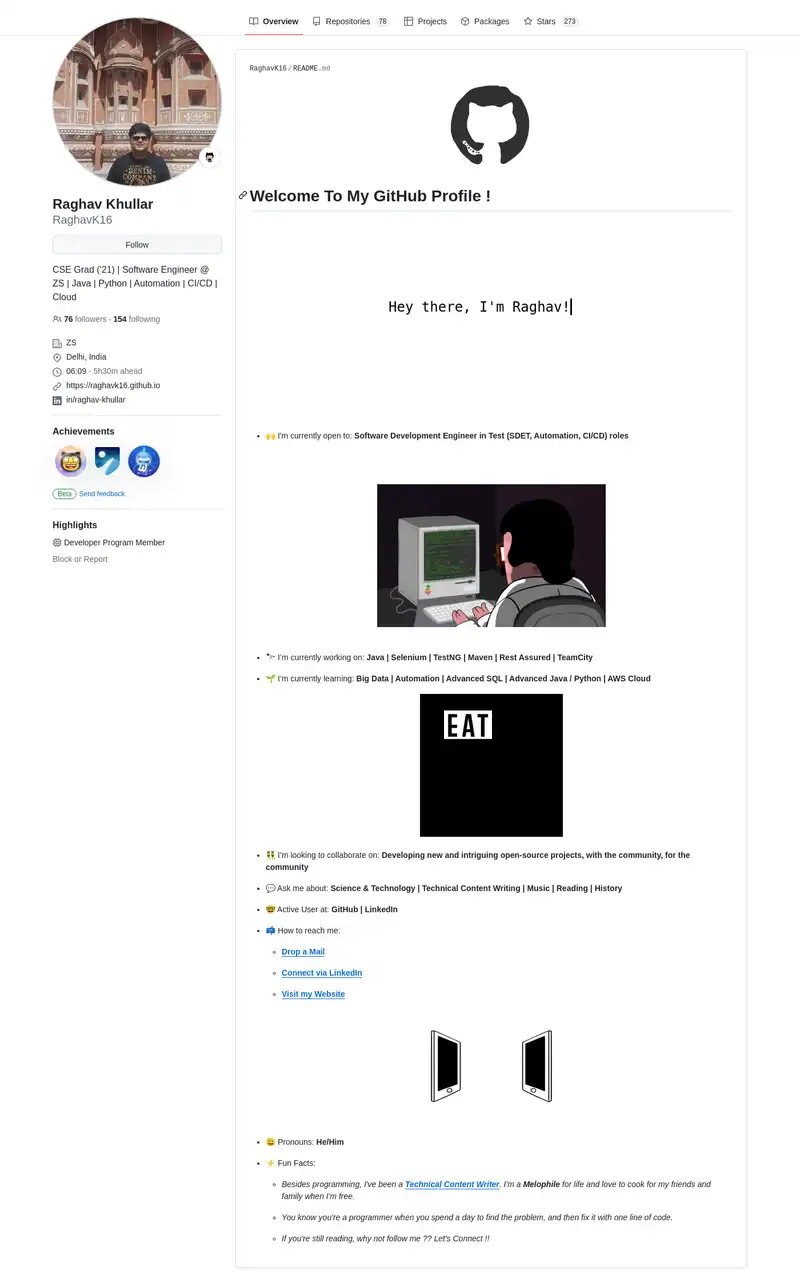 Overview Repositories 78 Projects Packages Stars 273
Raghav Khullar
RaghavK16
Follow
CSE Grad ('21) | Software Engineer @
ZS | Java | Python | Automation | CI/CD |
Cloud
76 followers · 154 following
ZS
Delhi, India
06:09 - 5h30m ahead
https://raghavk16.github.io
in/raghav-khullar
Achievements
Beta Send feedback
Highlights
Developer Program Member
Block or Report
RaghavK16/README.md
Welcome To My GitHub Profile !
Hey there, I'm Raghav!
• 🙌 I'm currently open to: Software Development Engineer in Test (SDET, Automation, CI/CD) roles
• 🔭 I'm currently working on: Java | Selenium | TestNG | Maven | Rest Assured | TeamCity
• 🌱 I'm currently learning: Big Data | Automation | Advanced SQL | Advanced Java / Python | AWS Cloud
EAT
• 👯 I'm looking to collaborate on: Developing new and intriguing open-source projects, with the community, for the
community
• 💬 Ask me about: Science & Technology | Technical Content Writing | Music | Reading | History
• 🤓 Active User at: GitHub | LinkedIn
• 📫 How to reach me:
◦ Drop a Mail
◦ Connect via LinkedIn
◦ Visit my Website
• 😀 Pronouns: He/Him
• ⚡ Fun Facts:
◦ Besides programming, I've been a Technical Content Writer. I'm a Melophile for life and love to cook for my friends and
family when I'm free.
◦ You know you're a programmer when you spend a day to find the problem, and then fix it with one line of code.
◦ If you're still reading, why not follow me ?? Let's Connect !!